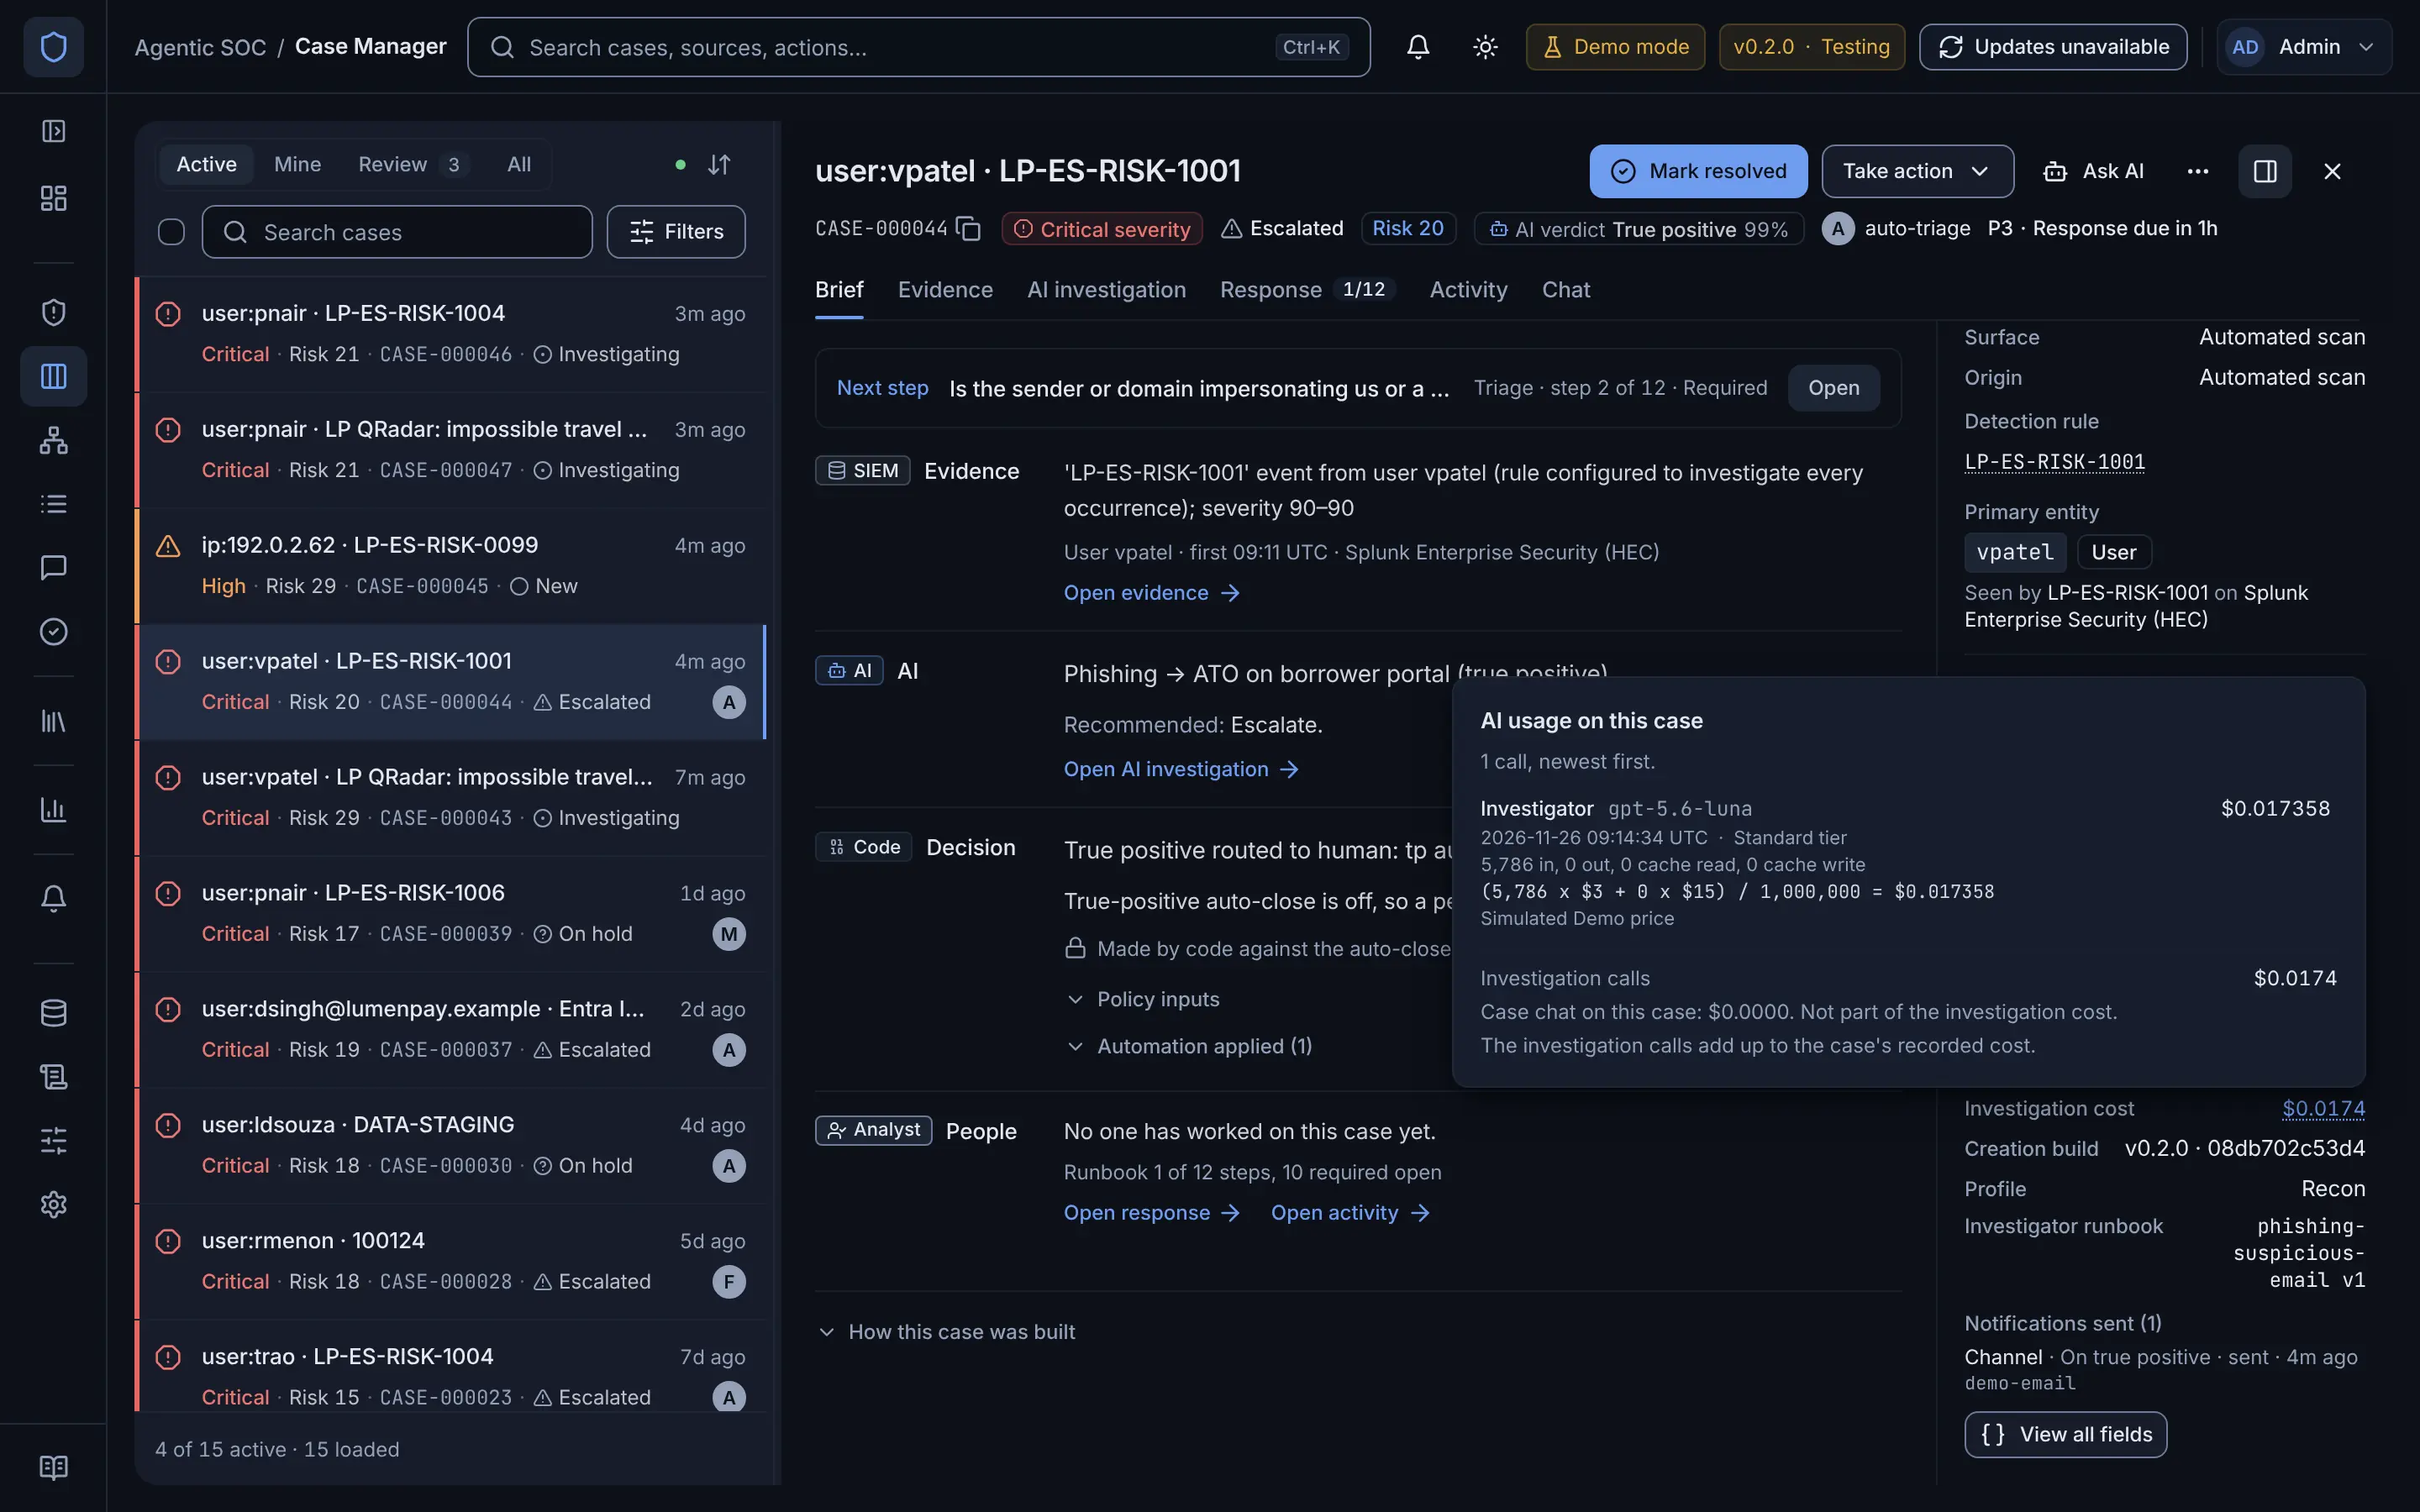 Agentic SOC / Case Manager
Search cases, sources, actions... Ctrl+K
Demo mode
v0.2.0 · Testing
Updates unavailable
AD Admin
Active Mine Review 3 All
Search cases
Filters
user:pnair · LP-ES-RISK-1004 3m ago
Critical · Risk 21 · CASE-000046 · Investigating
user:pnair · LP QRadar: impossible travel ... 3m ago
Critical · Risk 21 · CASE-000047 · Investigating
ip:192.0.2.62 · LP-ES-RISK-0099 4m ago
High · Risk 29 · CASE-000045 · New
user:vpatel · LP-ES-RISK-1001 4m ago
Critical · Risk 20 · CASE-000044 · Escalated A
user:vpatel · LP QRadar: impossible travel... 7m ago
Critical · Risk 29 · CASE-000043 · Investigating
user:pnair · LP-ES-RISK-1006 1d ago
Critical · Risk 17 · CASE-000039 · On hold M
user:dsingh@lumenpay.example · Entra I... 2d ago
Critical · Risk 19 · CASE-000037 · Escalated A
user:ldsouza · DATA-STAGING 4d ago
Critical · Risk 18 · CASE-000030 · On hold A
user:rmenon · 100124 5d ago
Critical · Risk 18 · CASE-000028 · Escalated F
user:trao · LP-ES-RISK-1004 7d ago
Critical · Risk 15 · CASE-000023 · Escalated A
4 of 15 active · 15 loaded
user:vpatel · LP-ES-RISK-1001
Mark resolved
Take action
Ask AI
CASE-000044 Critical severity Escalated Risk 20 AI verdict True positive 99% A auto-triage P3 · Response due in 1h
Brief Evidence AI investigation Response 1/12 Activity Chat
Next step Is the sender or domain impersonating us or a ... Triage · step 2 of 12 · Required Open
SIEM Evidence
'LP-ES-RISK-1001' event from user vpatel (rule configured to investigate every
occurrence); severity 90–90
User vpatel · first 09:11 UTC · Splunk Enterprise Security (HEC)
Open evidence →
AI AI
Phishing → ATO on borrower portal (true positive)
Recommended: Escalate.
Open AI investigation →
Code Decision
True positive routed to human: tp au
True-positive auto-close is off, so a pe
Made by code against the auto-close
Policy inputs
Automation applied (1)
Analyst People
No one has worked on this case yet.
Runbook 1 of 12 steps, 10 required open
Open response → Open activity →
How this case was built
AI usage on this case
1 call, newest first.
Investigator gpt-5.6-luna $0.017358
2026-11-26 09:14:34 UTC · Standard tier
5,786 in, 0 out, 0 cache read, 0 cache write
(5,786 x $3 + 0 x $15) / 1,000,000 = $0.017358
Simulated Demo price
Investigation calls $0.0174
Case chat on this case: $0.0000. Not part of the investigation cost.
The investigation calls add up to the case's recorded cost.
Surface Automated scan
Origin Automated scan
Detection rule
LP-ES-RISK-1001
Primary entity
vpatel User
Seen by LP-ES-RISK-1001 on Splunk
Enterprise Security (HEC)
Investigation cost $0.0174
Creation build v0.2.0 · 08db702c53d4
Profile Recon
Investigator runbook phishing-
suspicious-
email v1
Notifications sent (1)
Channel · On true positive · sent · 4m ago
demo-email
{} View all fields